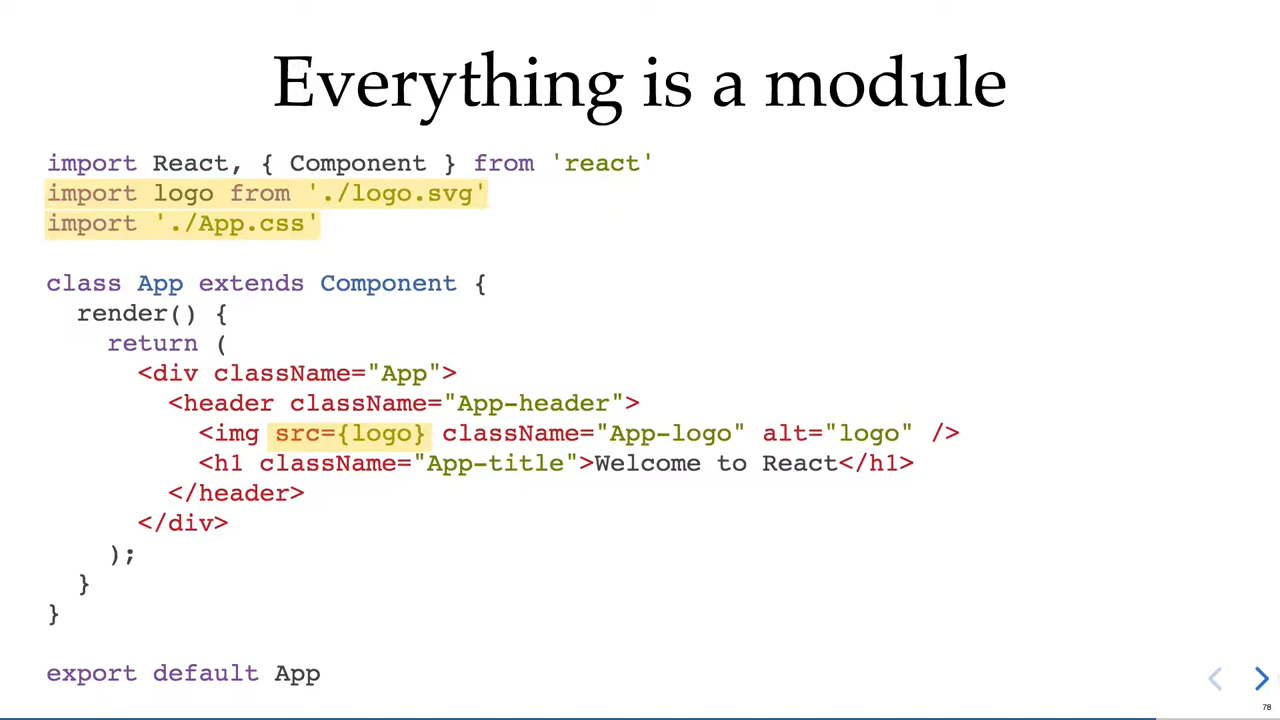 Everything is a module
import React, { Component } from 'react'
import logo from './logo.svg'
import './App.css'
class App extends Component {
render() {
return (
<div className="App">
<header className="App-header">
<img src={logo} className="App-logo" alt="logo" />
<h1 className="App-title">Welcome to React</h1>
</header>
</div>
);
}
}
export default App
78